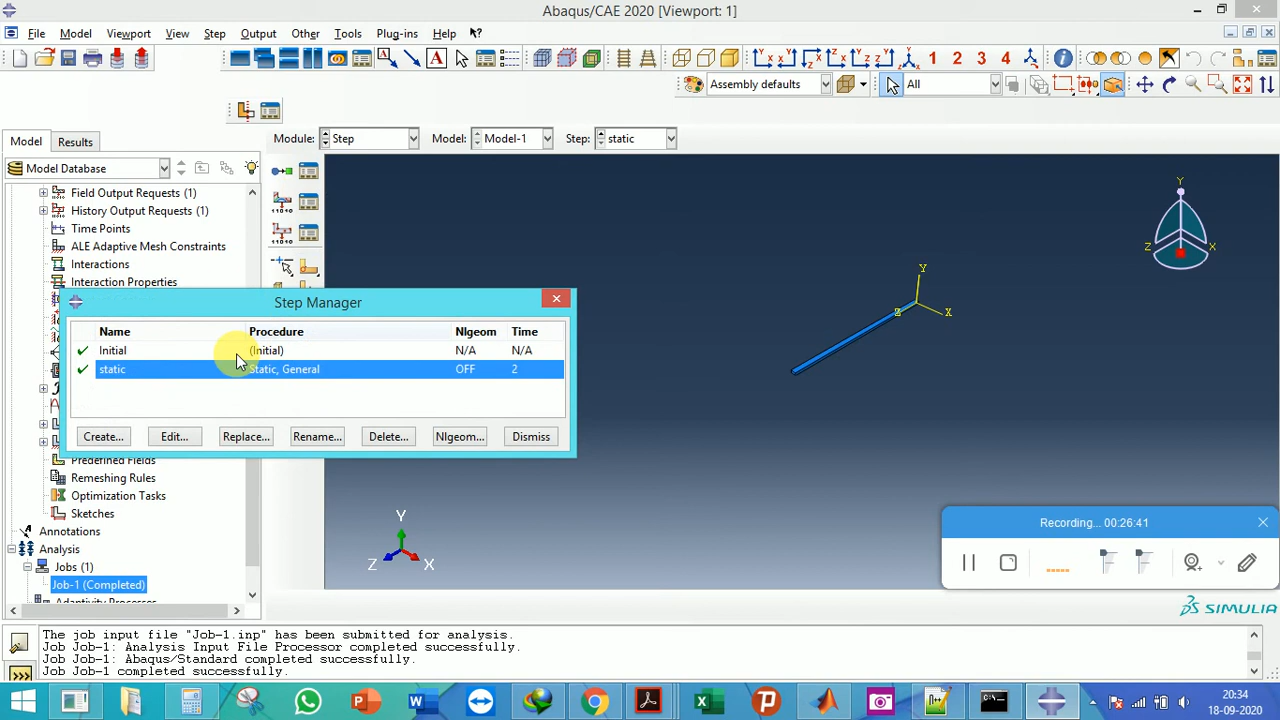 Abaqus/CAE 2020 [Viewport: 1]
File Model Viewport View Step Output Other Tools Plug-ins Help
1 2 3 4
Assembly defaults
All
Model Results
Module: Step Model: Model-1 Step: static
Model Database
Field Output Requests (1)
History Output Requests (1)
Time Points
ALE Adaptive Mesh Constraints
Interactions
Interaction Properties
Step Manager
Name Procedure Nlgeom Time
Initial (Initial) N/A N/A
static Static, General OFF 2
Create... Edit... Replace... Rename... Delete... Nlgeom... Dismiss
Predefined Fields
Remeshing Rules
Optimization Tasks
Sketches
Annotations
Analysis
Jobs (1)
Job-1 (Completed)
Adaptivity Processes
Y
Z X
Y
Z X
Y
Z X
Recording... 00:26:41
SIMULIA
The job input file "Job-1.inp" has been submitted for analysis.
Job Job-1: Analysis Input File Processor completed successfully.
Job Job-1: Abaqus/Standard completed successfully.
Job Job-1 completed successfully.
20:34
18-09-2020